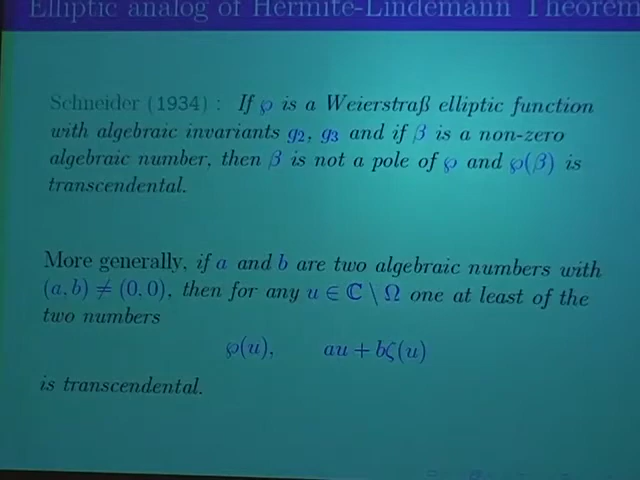 Elliptic analog of Hermite-Lindemann Theorem
Schneider (1934) : If ℘ is a Weierstraß elliptic function
with algebraic invariants g₂, g₃ and if β is a non-zero
algebraic number, then β is not a pole of ℘ and ℘(β) is
transcendental.
More generally, if a and b are two algebraic numbers with
(a, b) ≠ (0, 0), then for any u ∈ ℂ \ Ω one at least of the
two numbers
℘(u), au + bζ(u)
is transcendental.